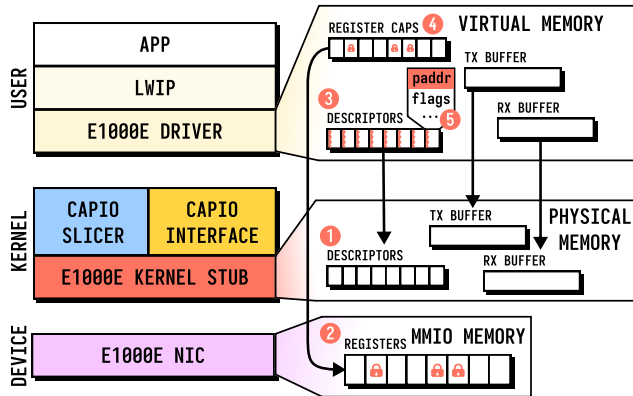 USER
APP
LWIP
E1000E DRIVER
REGISTER CAPS 4
VIRTUAL MEMORY
TX BUFFER
paddr
flags
... 5
3
DESCRIPTORS
RX BUFFER
KERNEL
CAPIO
SLICER
CAPIO
INTERFACE
E1000E KERNEL STUB
1
DESCRIPTORS
TX BUFFER
PHYSICAL
MEMORY
RX BUFFER
DEVICE
E1000E NIC
2
REGISTERS
MMIO MEMORY